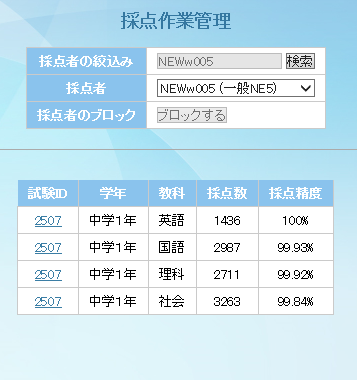 採点作業管理
採点者の絞込み NEWw005 検索
採点者 NEWw005 (一般NE5)
採点者のブロック ブロックする
試験ID 学年 教科 採点数 採点精度
2507 中学1年 英語 1436 100%
2507 中学1年 国語 2987 99.93%
2507 中学1年 理科 2711 99.92%
2507 中学1年 社会 3263 99.84%